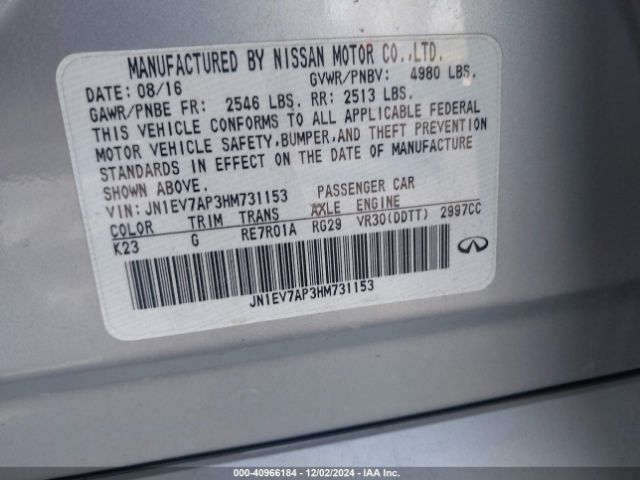 MANUFACTURED BY NISSAN MOTOR CO.,LTD.
DATE: 08/16 GVWR/PNBV: 4980 LBS.
GAWR/PNBE FR: 2546 LBS. RR: 2513 LBS.
THIS VEHICLE CONFORMS TO ALL APPLICABLE FEDERAL
MOTOR VEHICLE SAFETY,BUMPER,AND THEFT PREVENTION
STANDARDS IN EFFECT ON THE DATE OF MANUFACTURE
SHOWN ABOVE.
VIN: JN1EV7AP3HM731153 PASSENGER CAR
COLOR TRIM TRANS AXLE ENGINE
K23 G RE7R01A RG29 VR30(DDTT) 2997CC
JN1EV7AP3HM731153
000-40966184 - 12/02/2024 - IAA Inc.